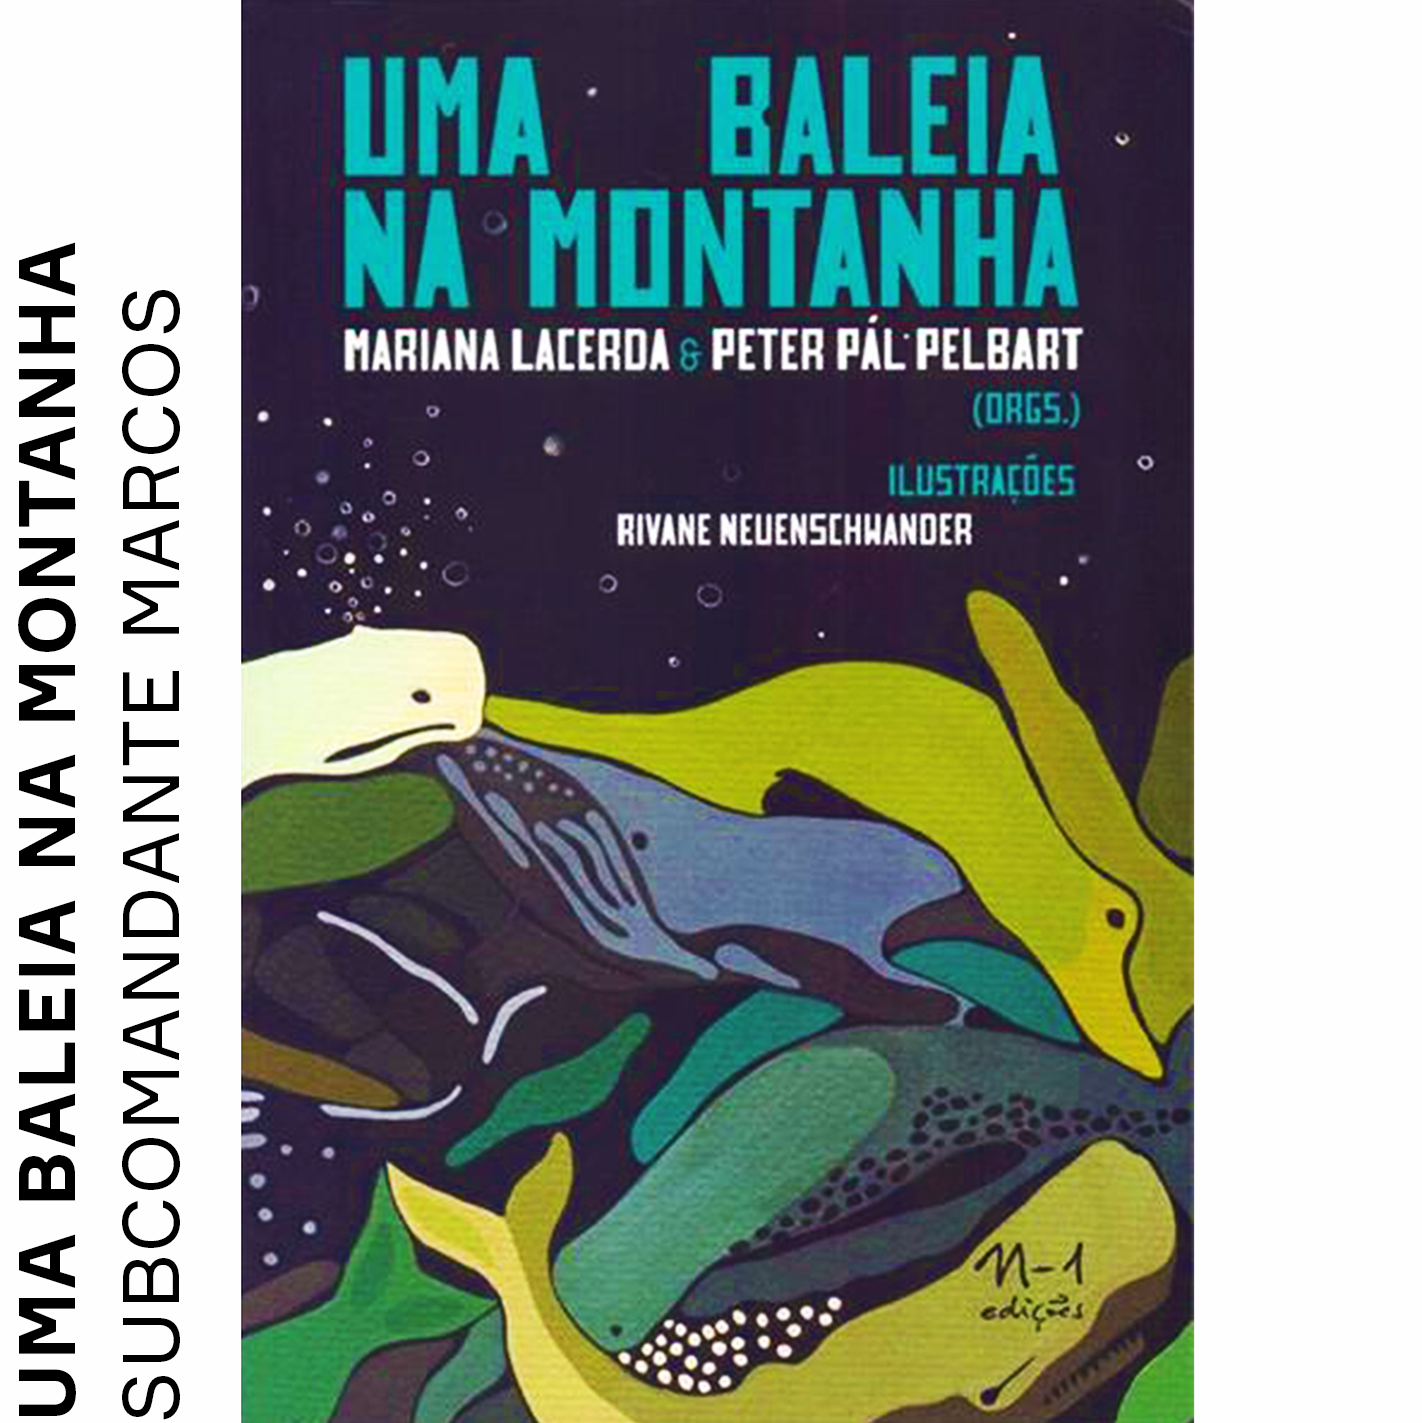 UMA BALEIA NA MONTANHA
SUBCOMANDANTE MARCOS
UMA BALEIA
NA MONTANHA
MARIANA LACERDA & PETER PÁL PELBART
(ORGS.)
ILUSTRAÇÕES
RIVANE NEUENSCHWANDER
n-1
edições